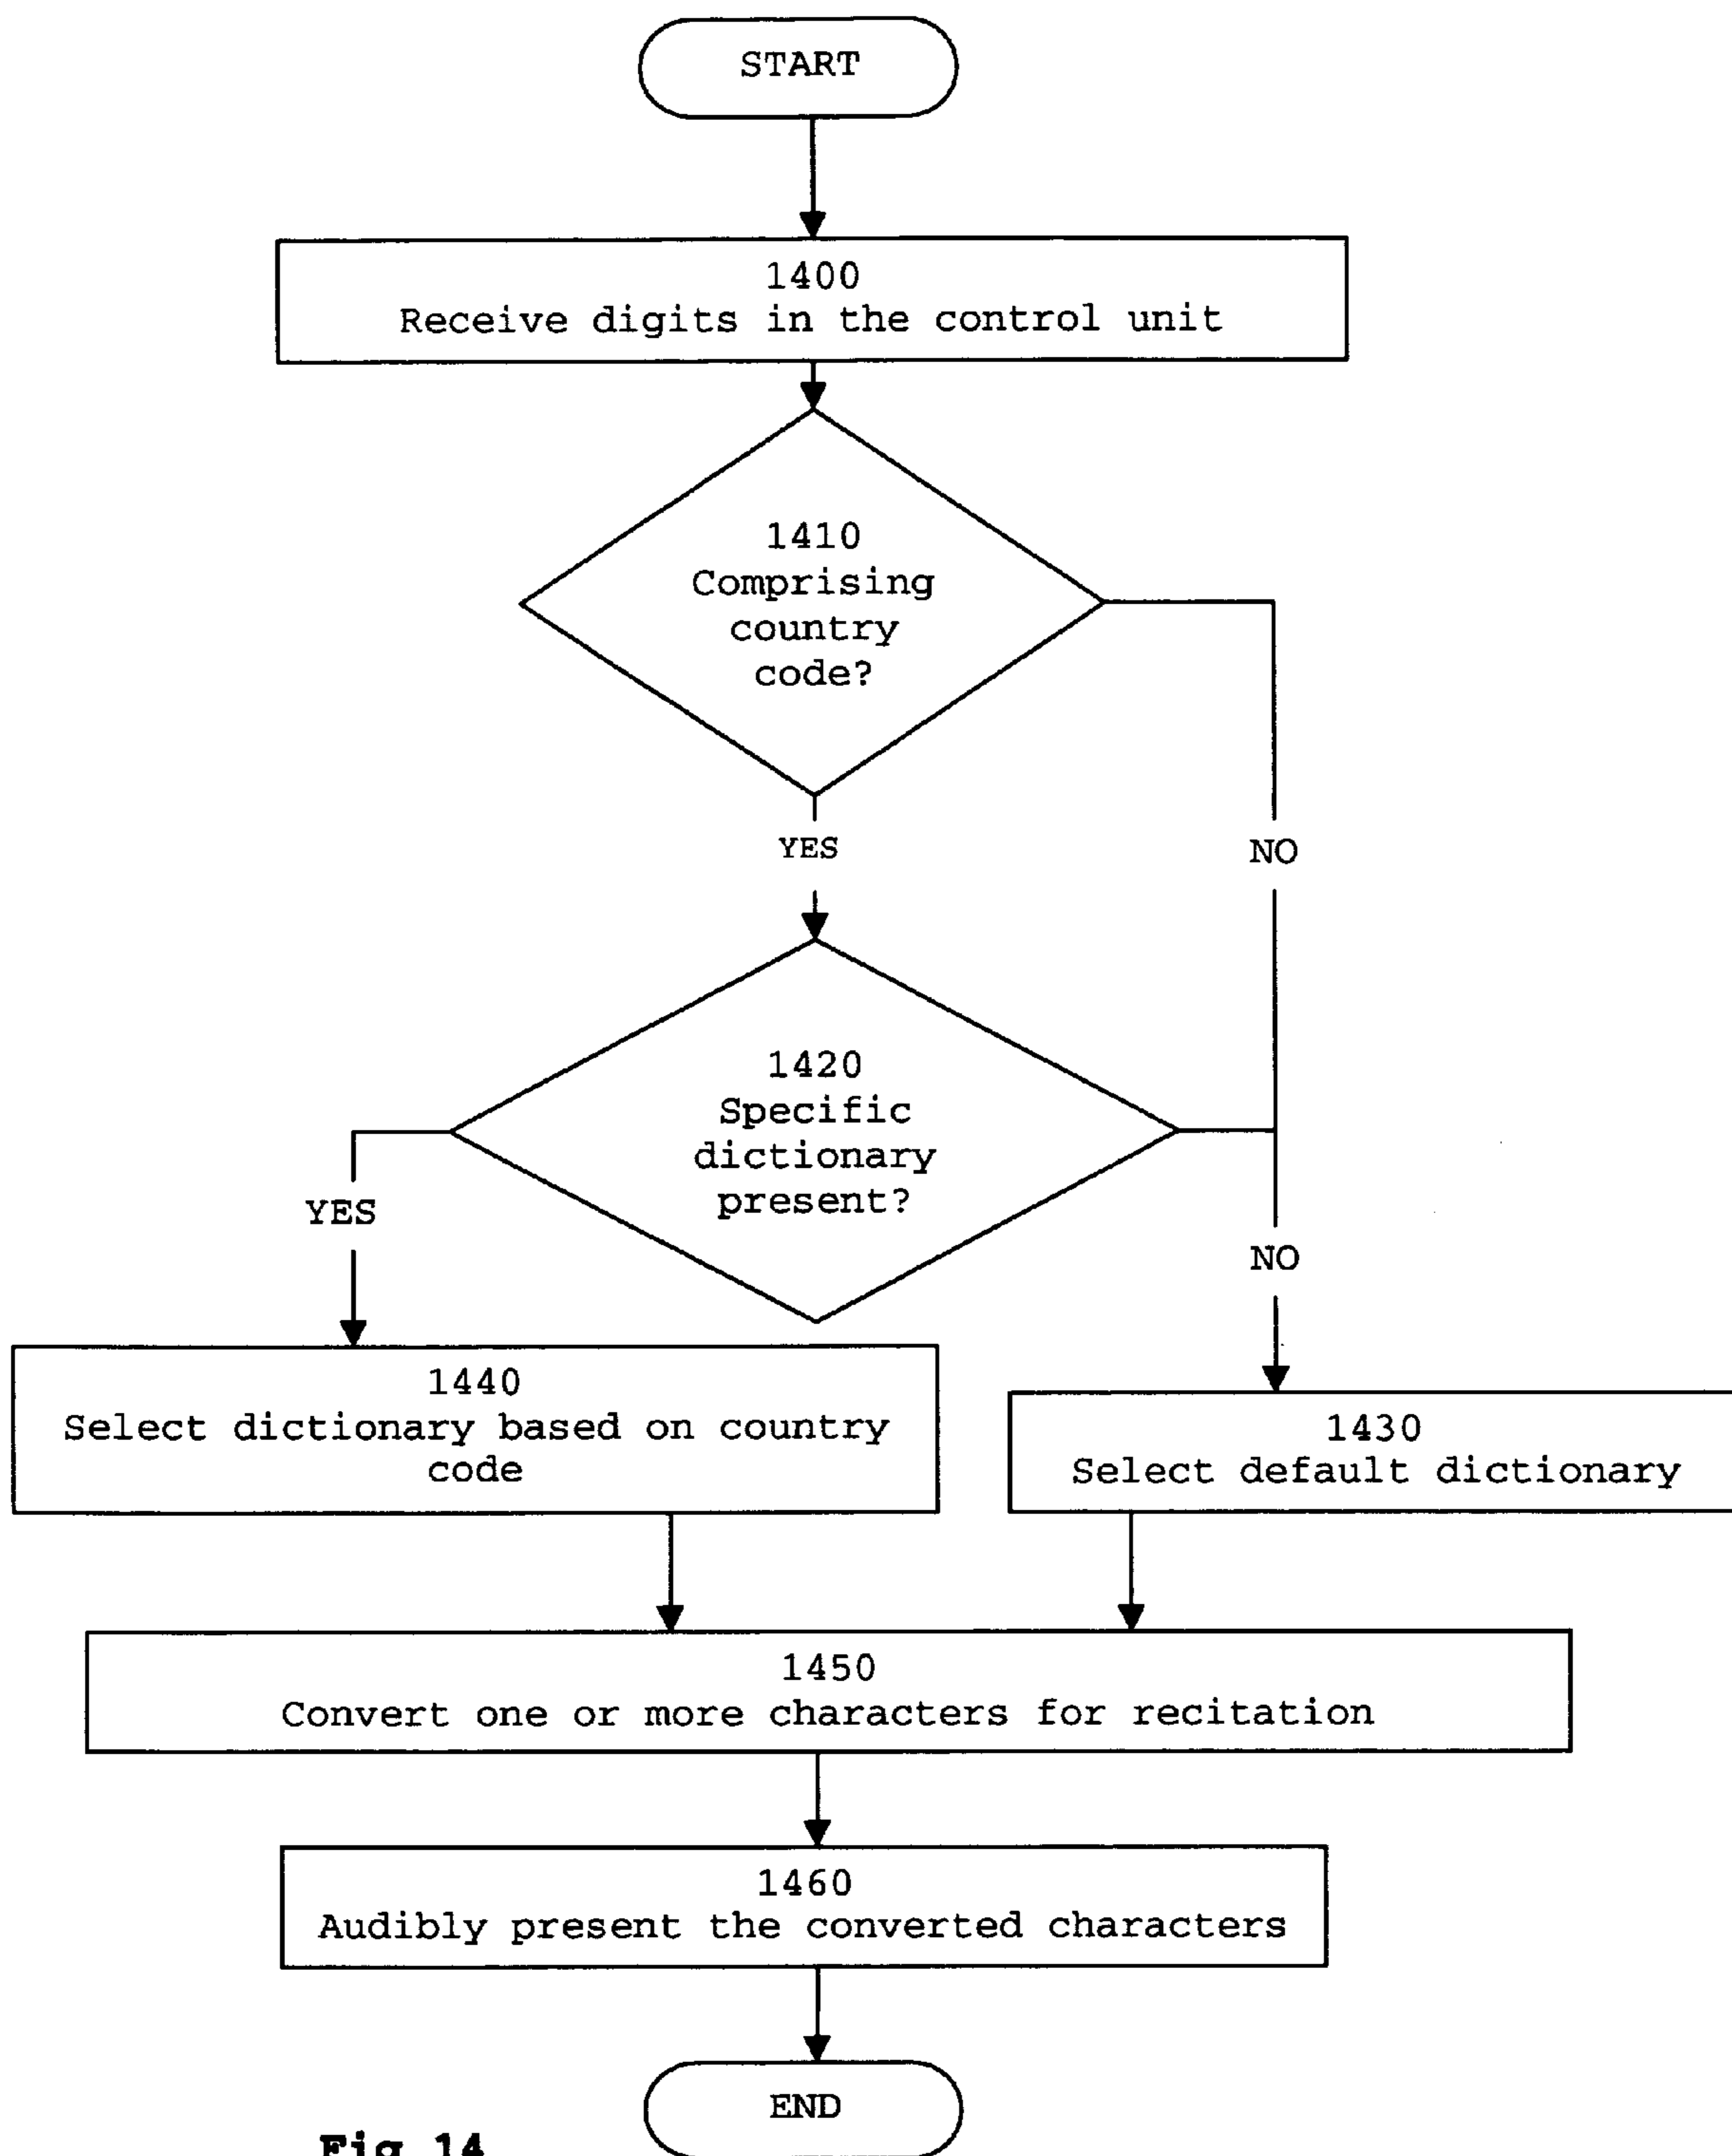 START
1400
Receive digits in the control unit
1410
Comprising
country
code?
YES
NO
1420
Specific
dictionary
present?
YES
NO
1440
Select dictionary based on country
code
1430
Select default dictionary
1450
Convert one or more characters for recitation
1460
Audibly present the converted characters
END
Fig 14